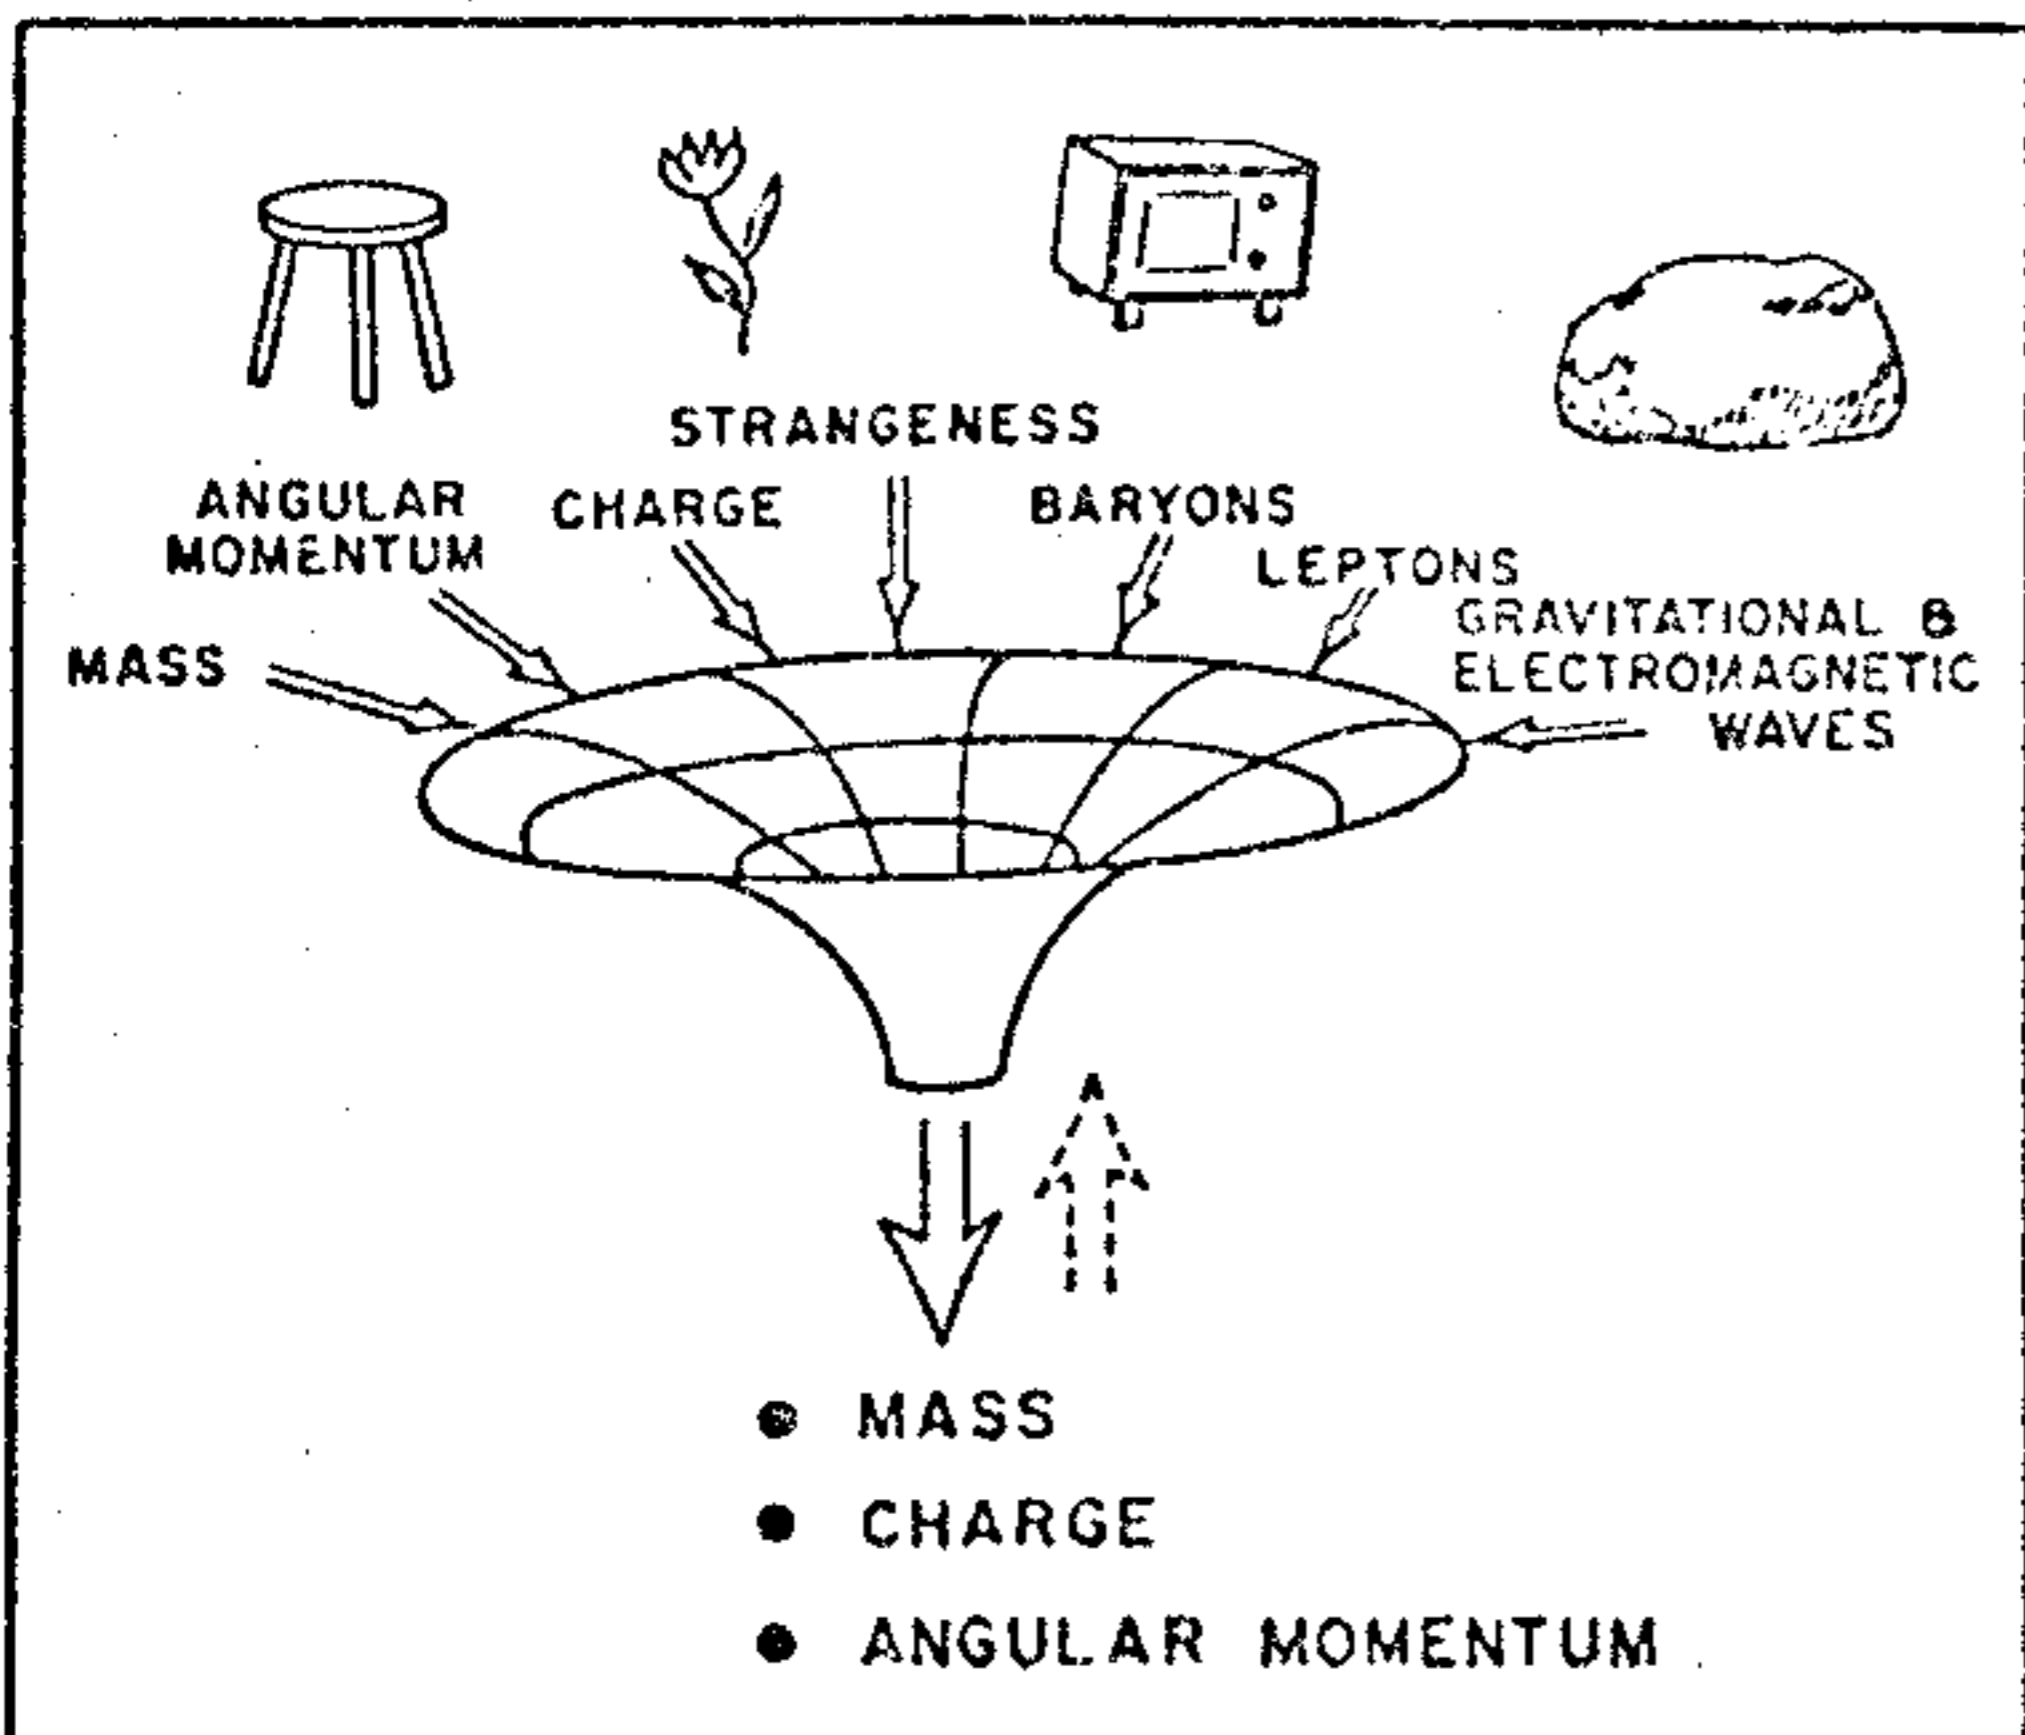 STRANGENESS
ANGULAR
MOMENTUM
CHARGE
BARYONS
LEPTONS
MASS
GRAVITATIONAL &
ELECTROMAGNETIC
WAVES
MASS
CHARGE
ANGULAR MOMENTUM